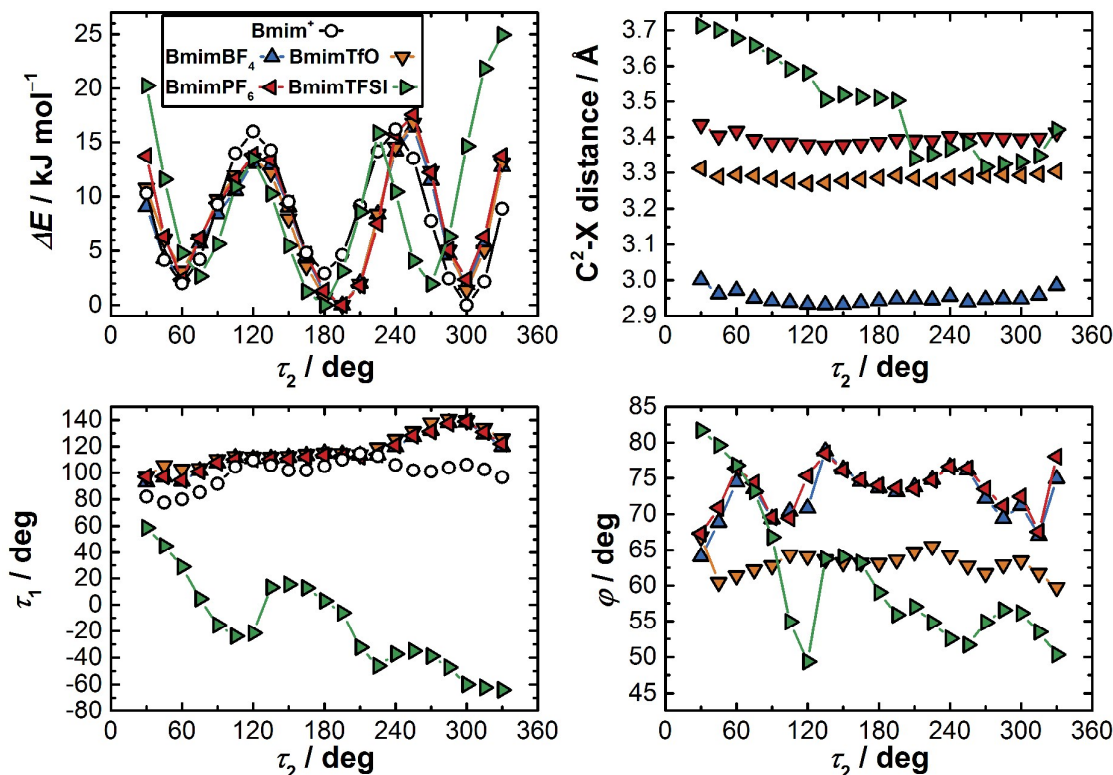 25
20
15
10
5
0
ΔE / kJ mol⁻¹
Bmim⁺
BmimBF₄ BmimTfO
BmimPF₆ BmimTFSI
0 60 120 180 240 300 360
τ₂ / deg
3.7
3.6
3.5
3.4
3.3
3.2
3.0
2.9
C²-X distance / Å
0 60 120 180 240 300 360
τ₂ / deg
140
120
100
80
60
40
20
0
-20
-40
-60
-80
τ₁ / deg
0 60 120 180 240 300 360
τ₂ / deg
85
80
75
70
65
60
55
50
45
φ / deg
0 60 120 180 240 300 360
τ₂ / deg